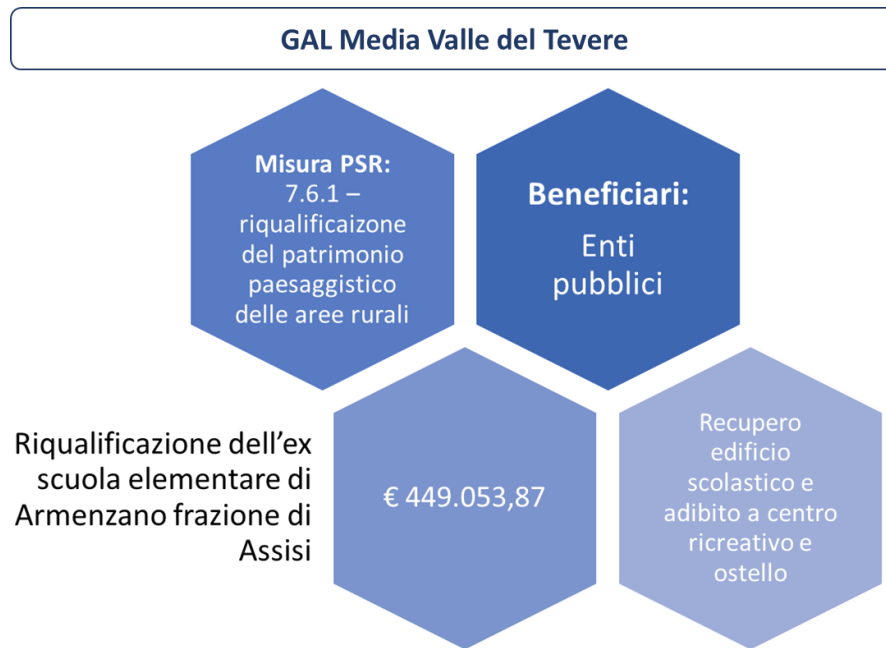 GAL Media Valle del Tevere
Misura PSR:
7.6.1 –
riqualificaizone
del patrimonio
paesaggistico
delle aree rurali
Beneficiari:
Enti
pubblici
Riqualificazione dell’ex
scuola elementare di
Armenzano frazione di
Assisi
€ 449.053,87
Recupero
edificio
scolastico e
adibito a centro
ricreativo e
ostello